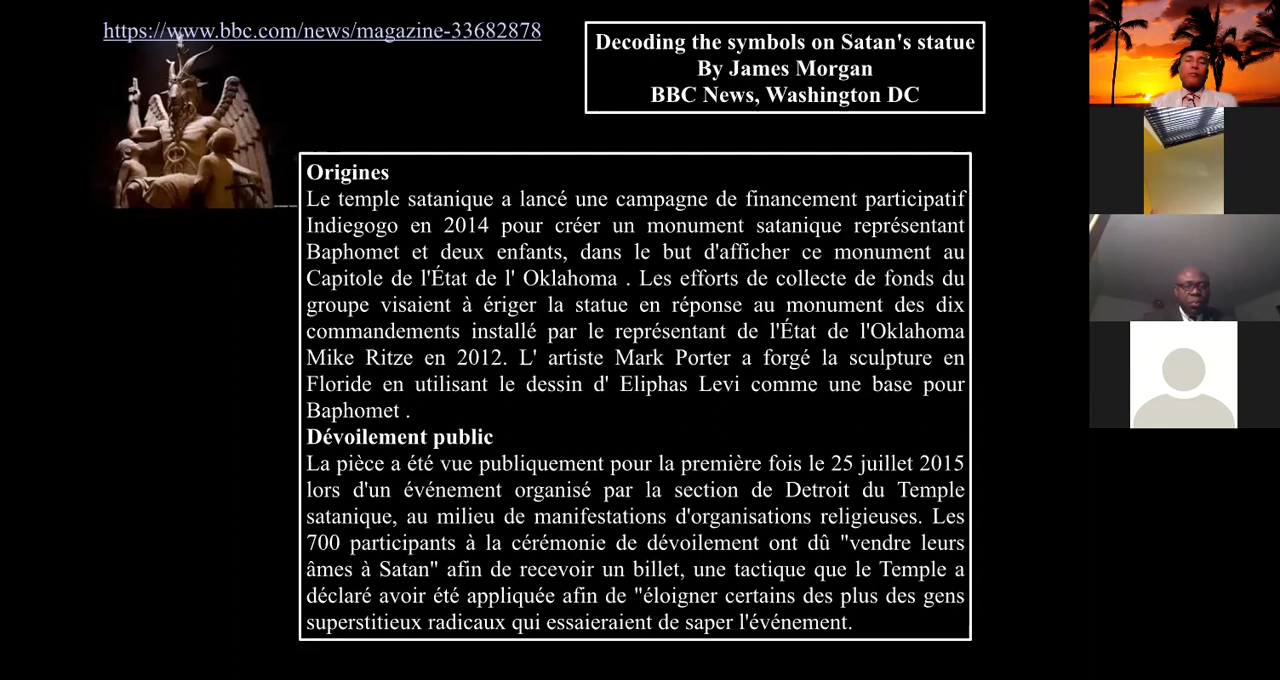 https://www.bbc.com/news/magazine-33682878
Decoding the symbols on Satan's statue
By James Morgan
BBC News, Washington DC
Origines
Le temple satanique a lancé une campagne de financement participatif
Indiegogo en 2014 pour créer un monument satanique représentant
Baphomet et deux enfants, dans le but d'afficher ce monument au
Capitole de l'État de l' Oklahoma . Les efforts de collecte de fonds du
groupe visaient à ériger la statue en réponse au monument des dix
commandements installé par le représentant de l'État de l'Oklahoma
Mike Ritze en 2012. L' artiste Mark Porter a forgé la sculpture en
Floride en utilisant le dessin d' Eliphas Levi comme une base pour
Baphomet .
Dévoilement public
La pièce a été vue publiquement pour la première fois le 25 juillet 2015
lors d'un événement organisé par la section de Detroit du Temple
satanique, au milieu de manifestations d'organisations religieuses. Les
700 participants à la cérémonie de dévoilement ont dû "vendre leurs
âmes à Satan" afin de recevoir un billet, une tactique que le Temple a
déclaré avoir été appliquée afin de "éloigner certains des plus des gens
superstitieux radicaux qui essaieraient de saper l'événement.